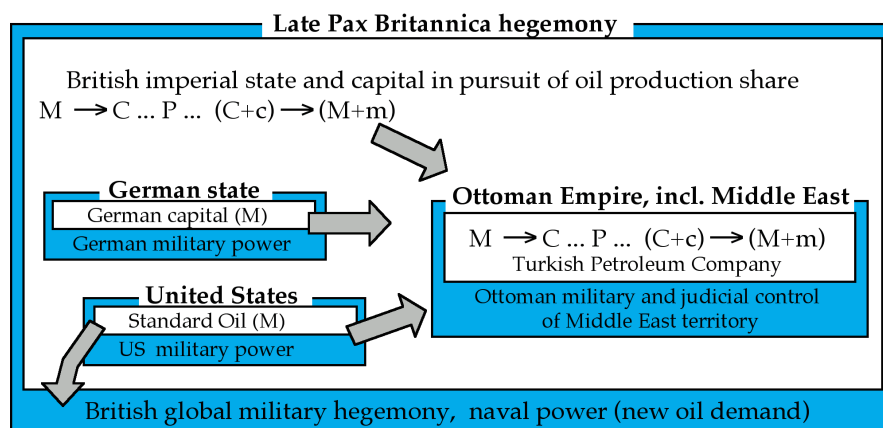 Late Pax Britannica hegemony
British imperial state and capital in pursuit of oil production share
M → C ... P ... (C+c) → (M+m)
German state
German capital (M)
German military power
Ottoman Empire, incl. Middle East
M → C ... P ... (C+c) → (M+m)
Turkish Petroleum Company
Ottoman military and judicial control
of Middle East territory
United States
Standard Oil (M)
US military power
British global military hegemony, naval power (new oil demand)